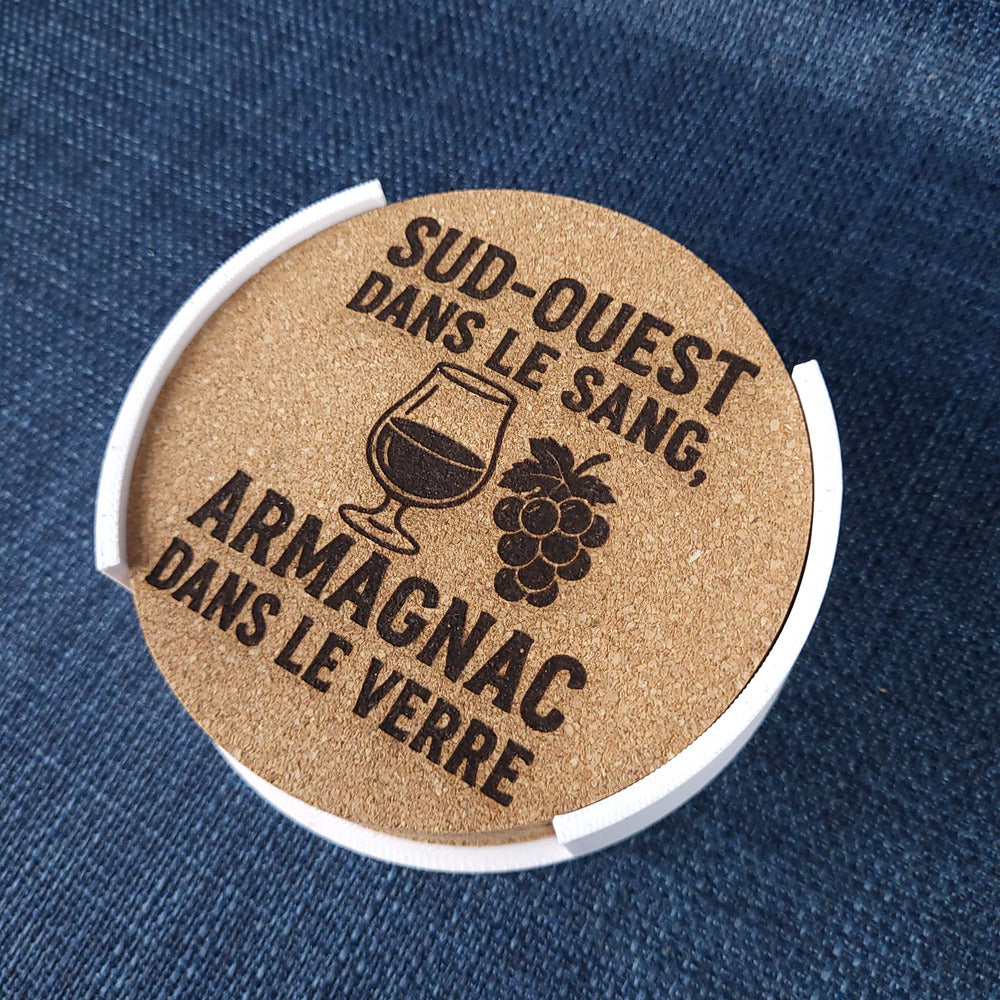 SUD-OUEST
DANS LE SANG,
ARMAGNAC
DANS LE VERRE